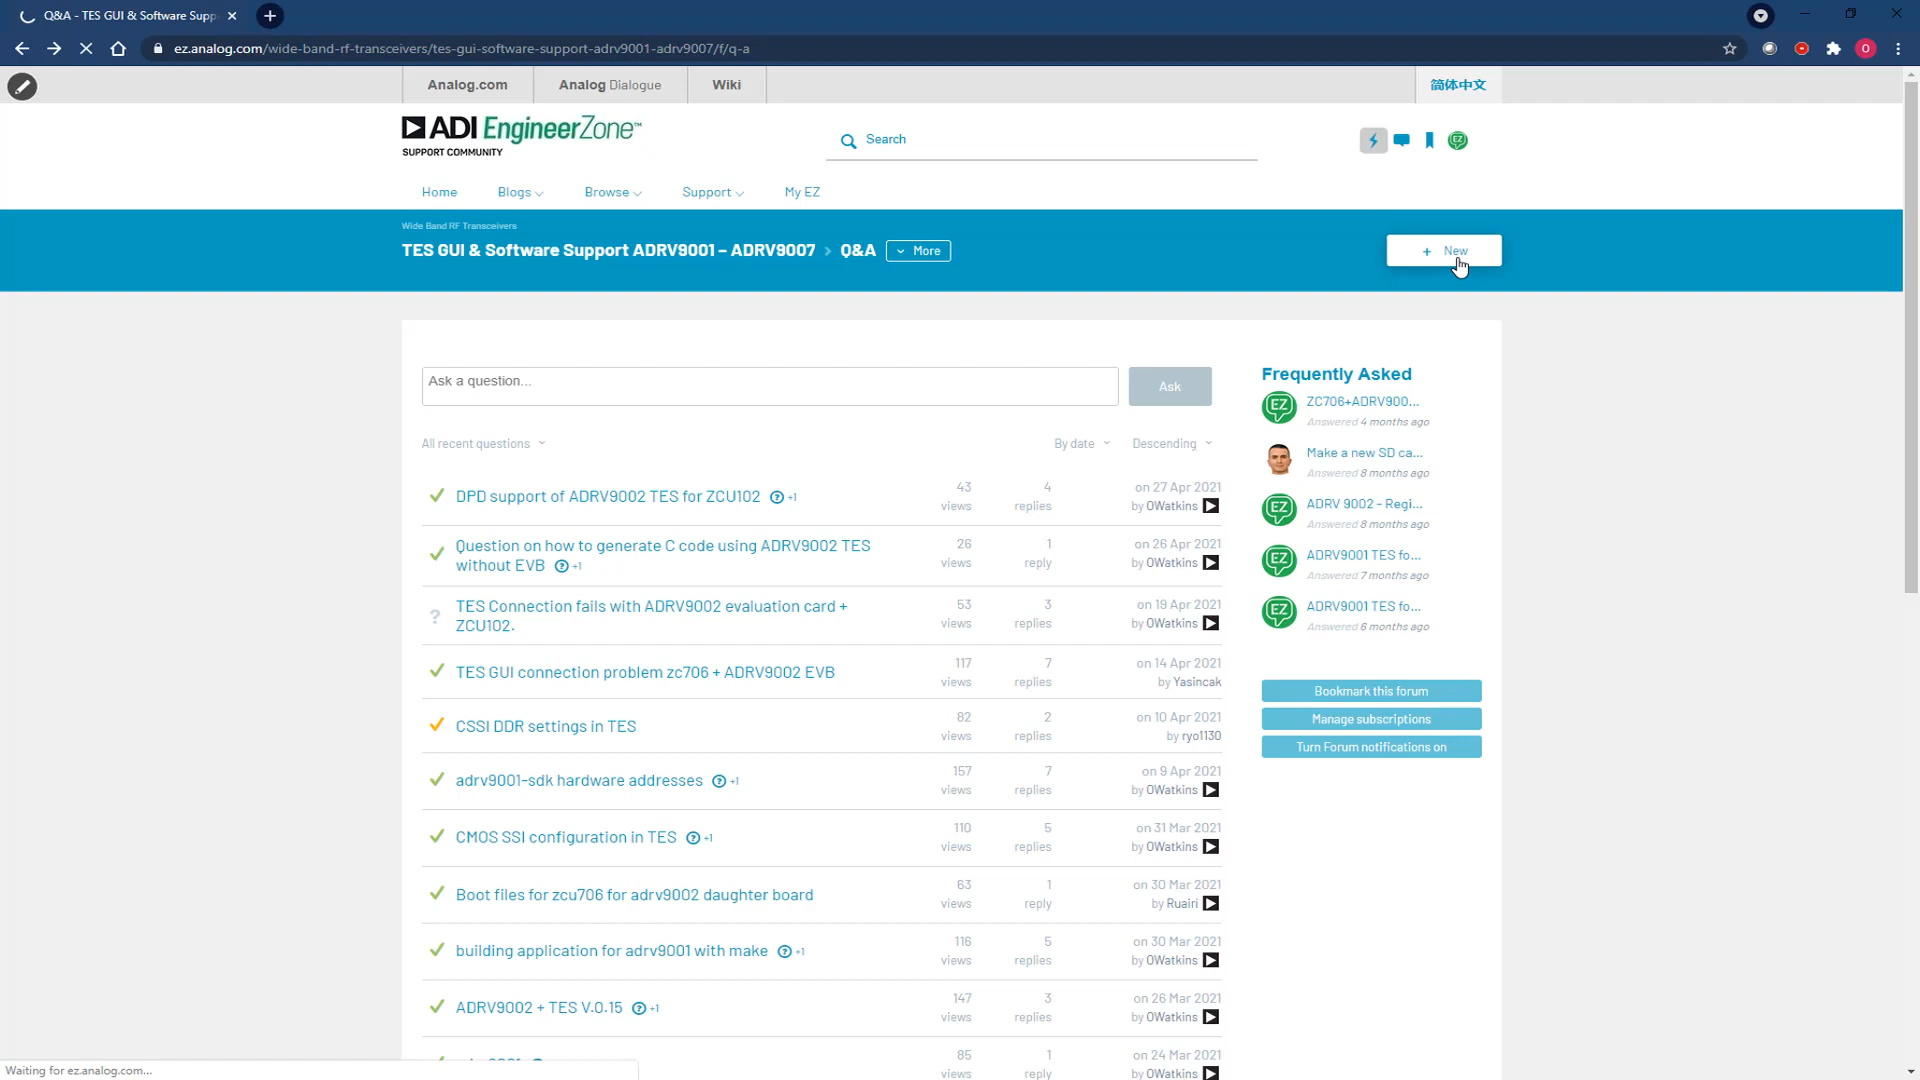 Q&A - TES GUI & Software Supp
ez.analog.com/wide-band-rf-transceivers/tes-gui-software-support-adrv9001-adrv9007/f/q-a
O
Analog.com
Analog Dialogue
Wiki
简体中文
ADI EngineerZone™
SUPPORT COMMUNITY
Search
EZ
Home
Blogs
Browse
Support
My EZ
Wide Band RF Transceivers
TES GUI & Software Support ADRV9001 – ADRV9007 > Q&A
More
+ New
Ask a question...
Ask
All recent questions
By date
Descending
DPD support of ADRV9002 TES for ZCU102 ? +1
43 views
4 replies
on 27 Apr 2021
by OWatkins
Question on how to generate C code using ADRV9002 TES
without EVB ? +1
26 views
1 reply
on 26 Apr 2021
by OWatkins
?
TES Connection fails with ADRV9002 evaluation card +
ZCU102.
53 views
3 replies
on 19 Apr 2021
by OWatkins
TES GUI connection problem zc706 + ADRV9002 EVB
117 views
7 replies
on 14 Apr 2021
by Yasincak
CSSI DDR settings in TES
82 views
2 replies
on 10 Apr 2021
by ryo1130
adrv9001-sdk hardware addresses ? +1
157 views
7 replies
on 9 Apr 2021
by OWatkins
CMOS SSI configuration in TES ? +1
110 views
5 replies
on 31 Mar 2021
by OWatkins
Boot files for zcu706 for adrv9002 daughter board
63 views
1 reply
on 30 Mar 2021
by Ruairi
building application for adrv9001 with make ? +1
116 views
5 replies
on 30 Mar 2021
by OWatkins
ADRV9002 + TES V.0.15 ? +1
147 views
3 replies
on 26 Mar 2021
by OWatkins
85 views
1 reply
on 24 Mar 2021
by OWatkins
Frequently Asked
EZ
ZC706+ADRV900...
Answered 4 months ago
Make a new SD ca...
Answered 8 months ago
EZ
ADRV 9002 - Regi...
Answered 8 months ago
EZ
ADRV9001 TES fo...
Answered 7 months ago
EZ
ADRV9001 TES fo...
Answered 6 months ago
Bookmark this forum
Manage subscriptions
Turn Forum notifications on
Waiting for ez.analog.com...